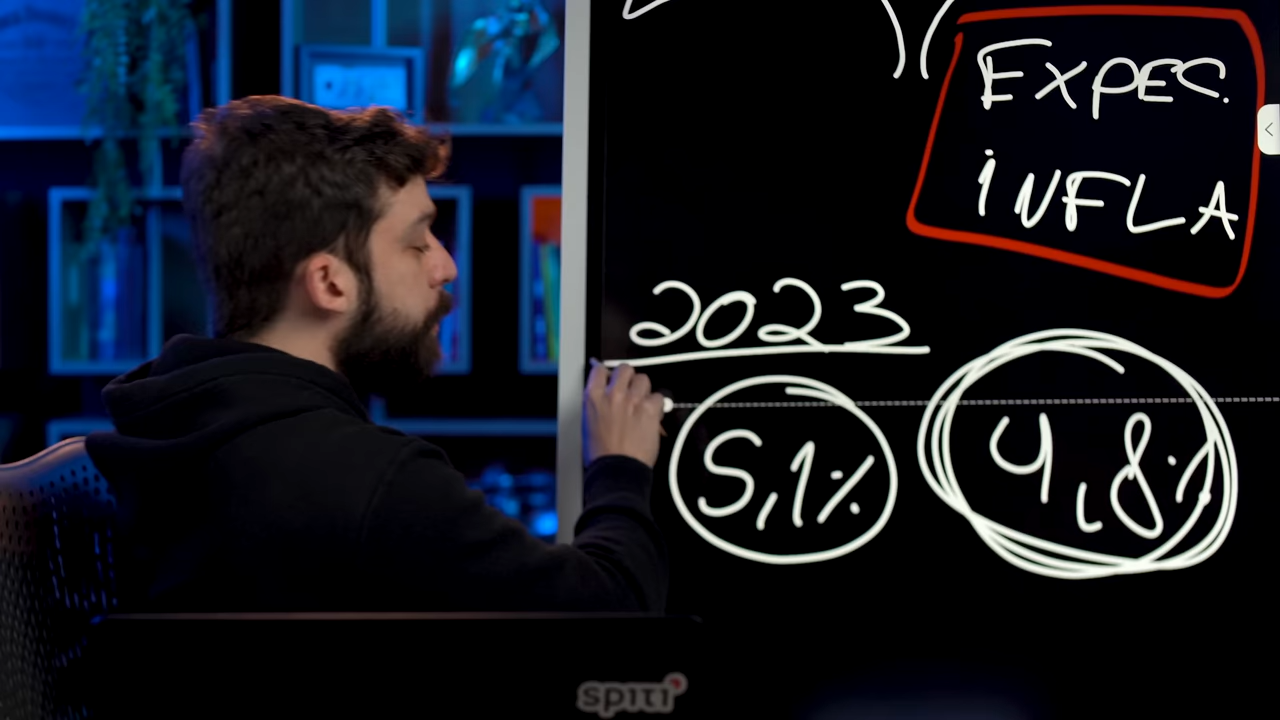 EXPEC.
INFLA
2023
5,1%
4,8%
spiti